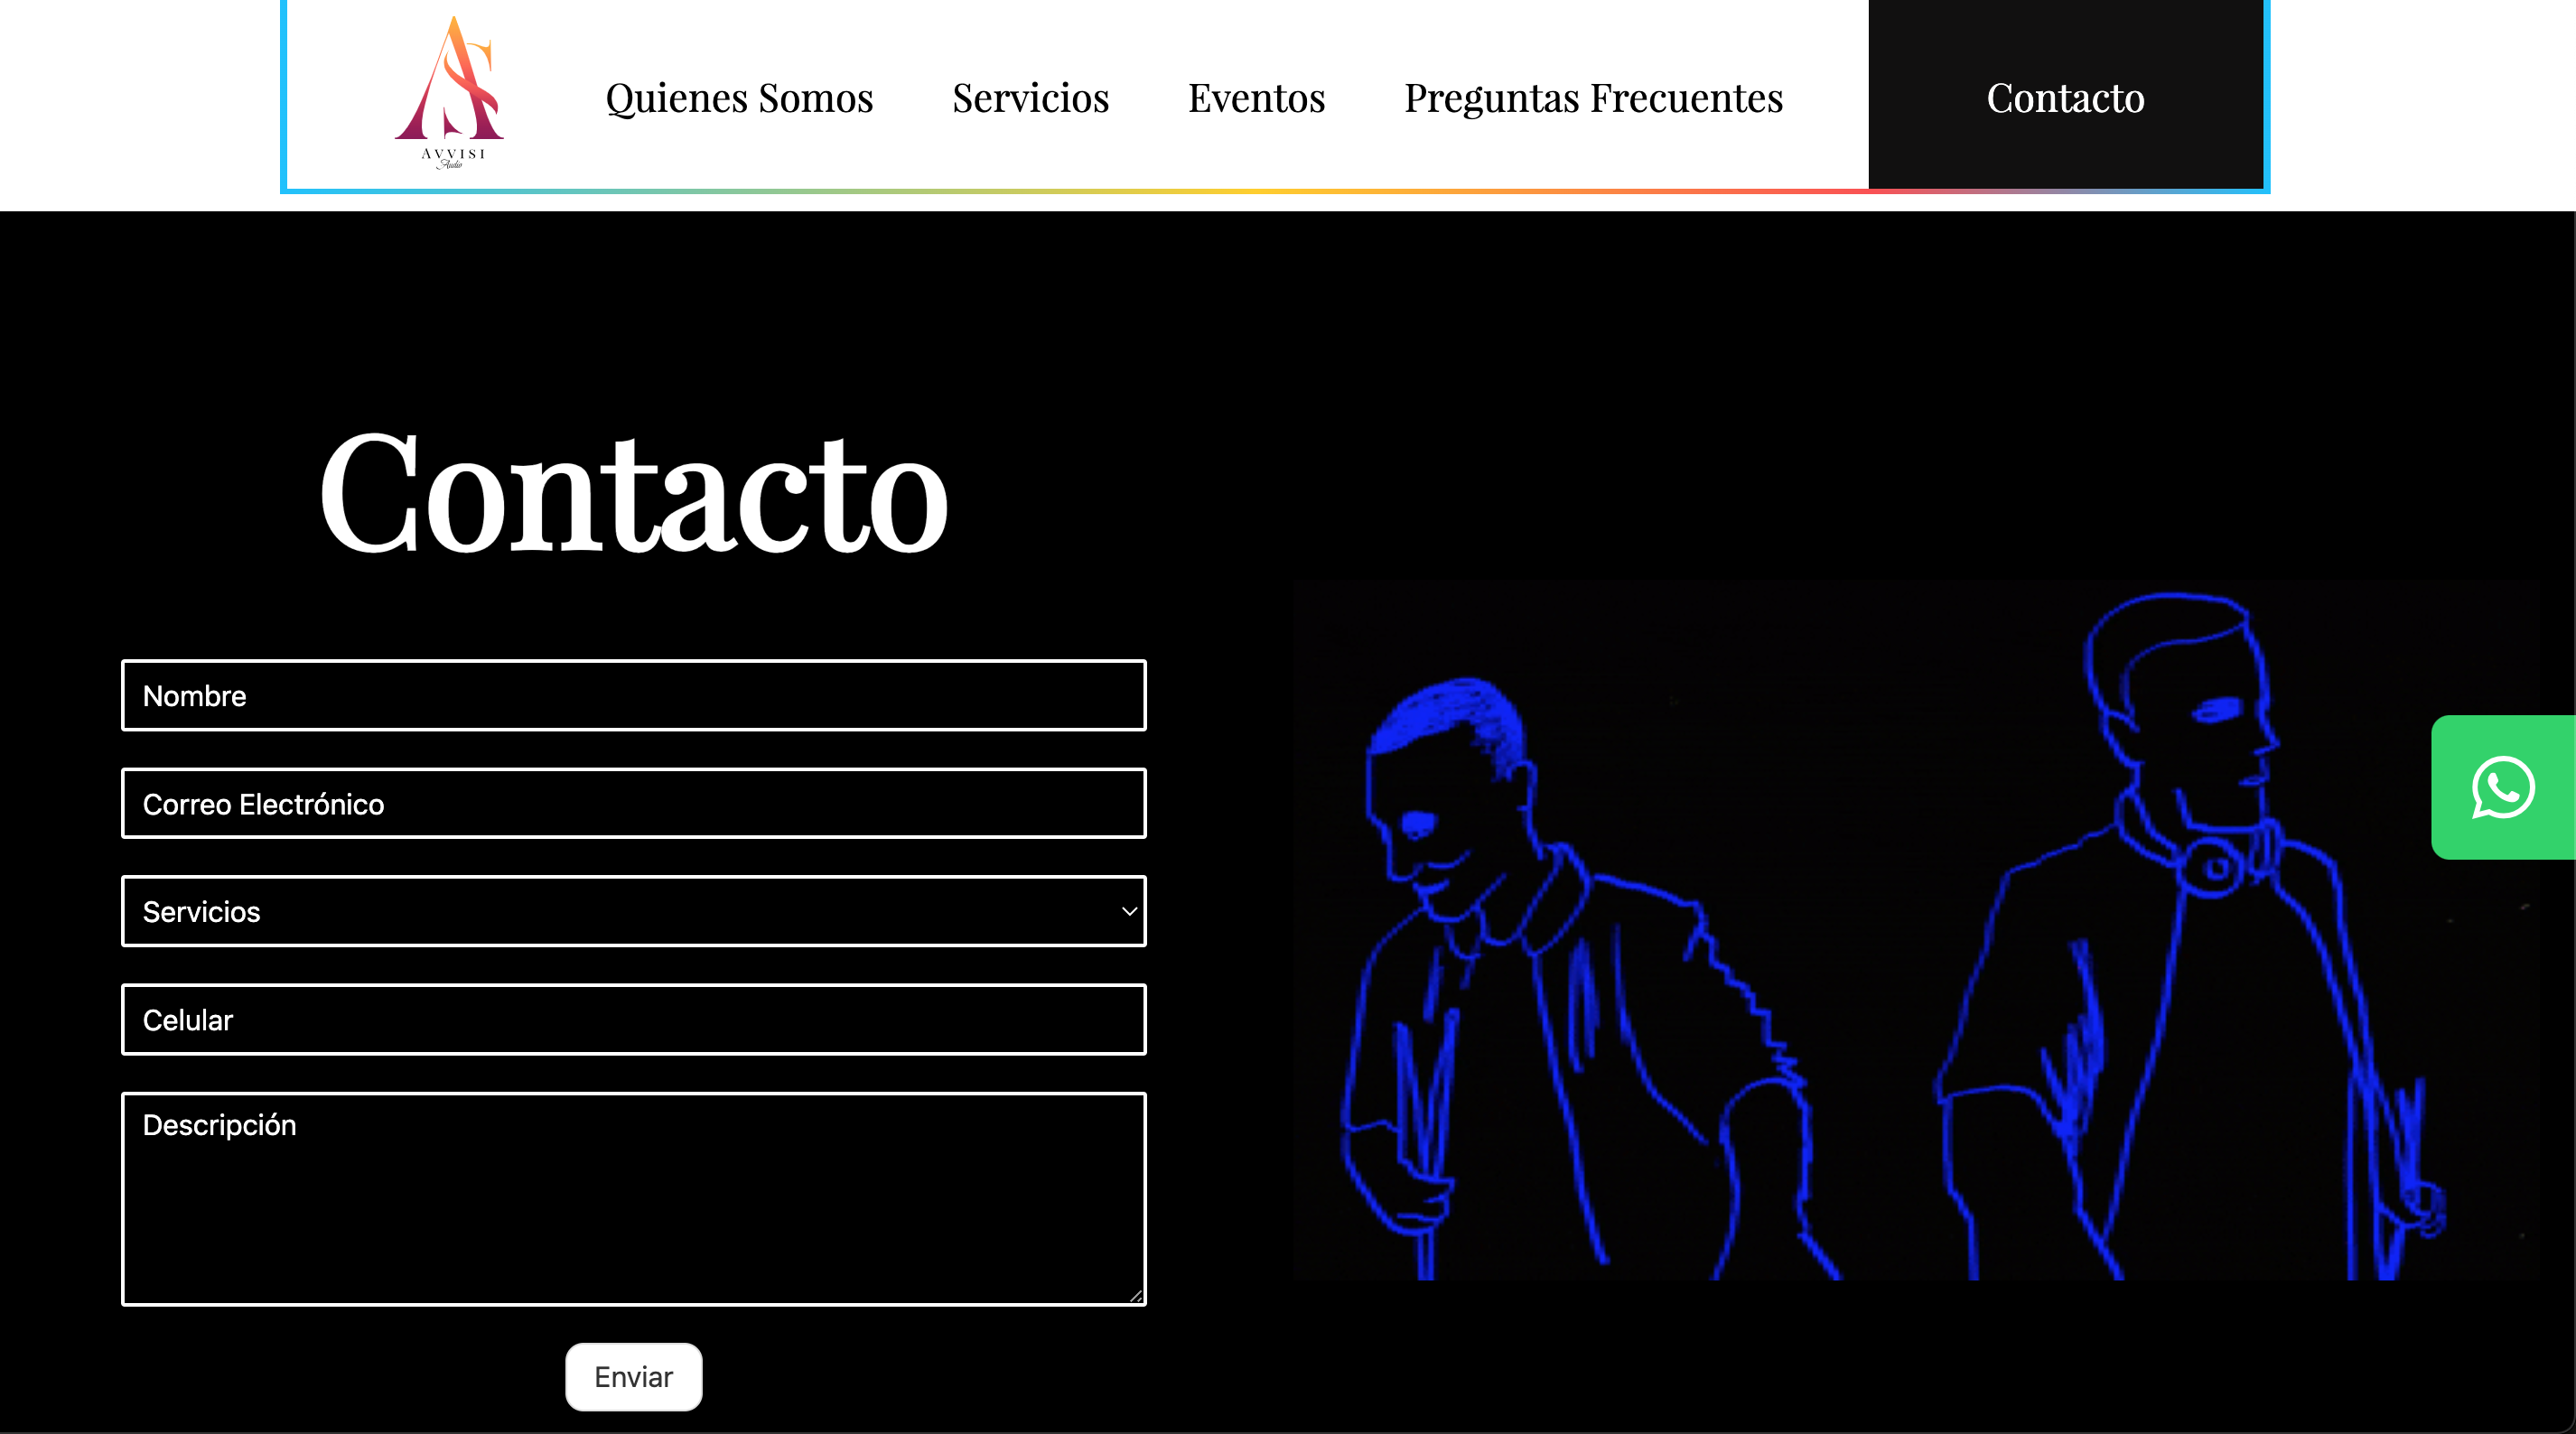 AVVISI
Audio
Quienes Somos
Servicios
Eventos
Preguntas Frecuentes
Contacto
Contacto
Nombre
Correo Electrónico
Servicios
Celular
Descripción
Enviar